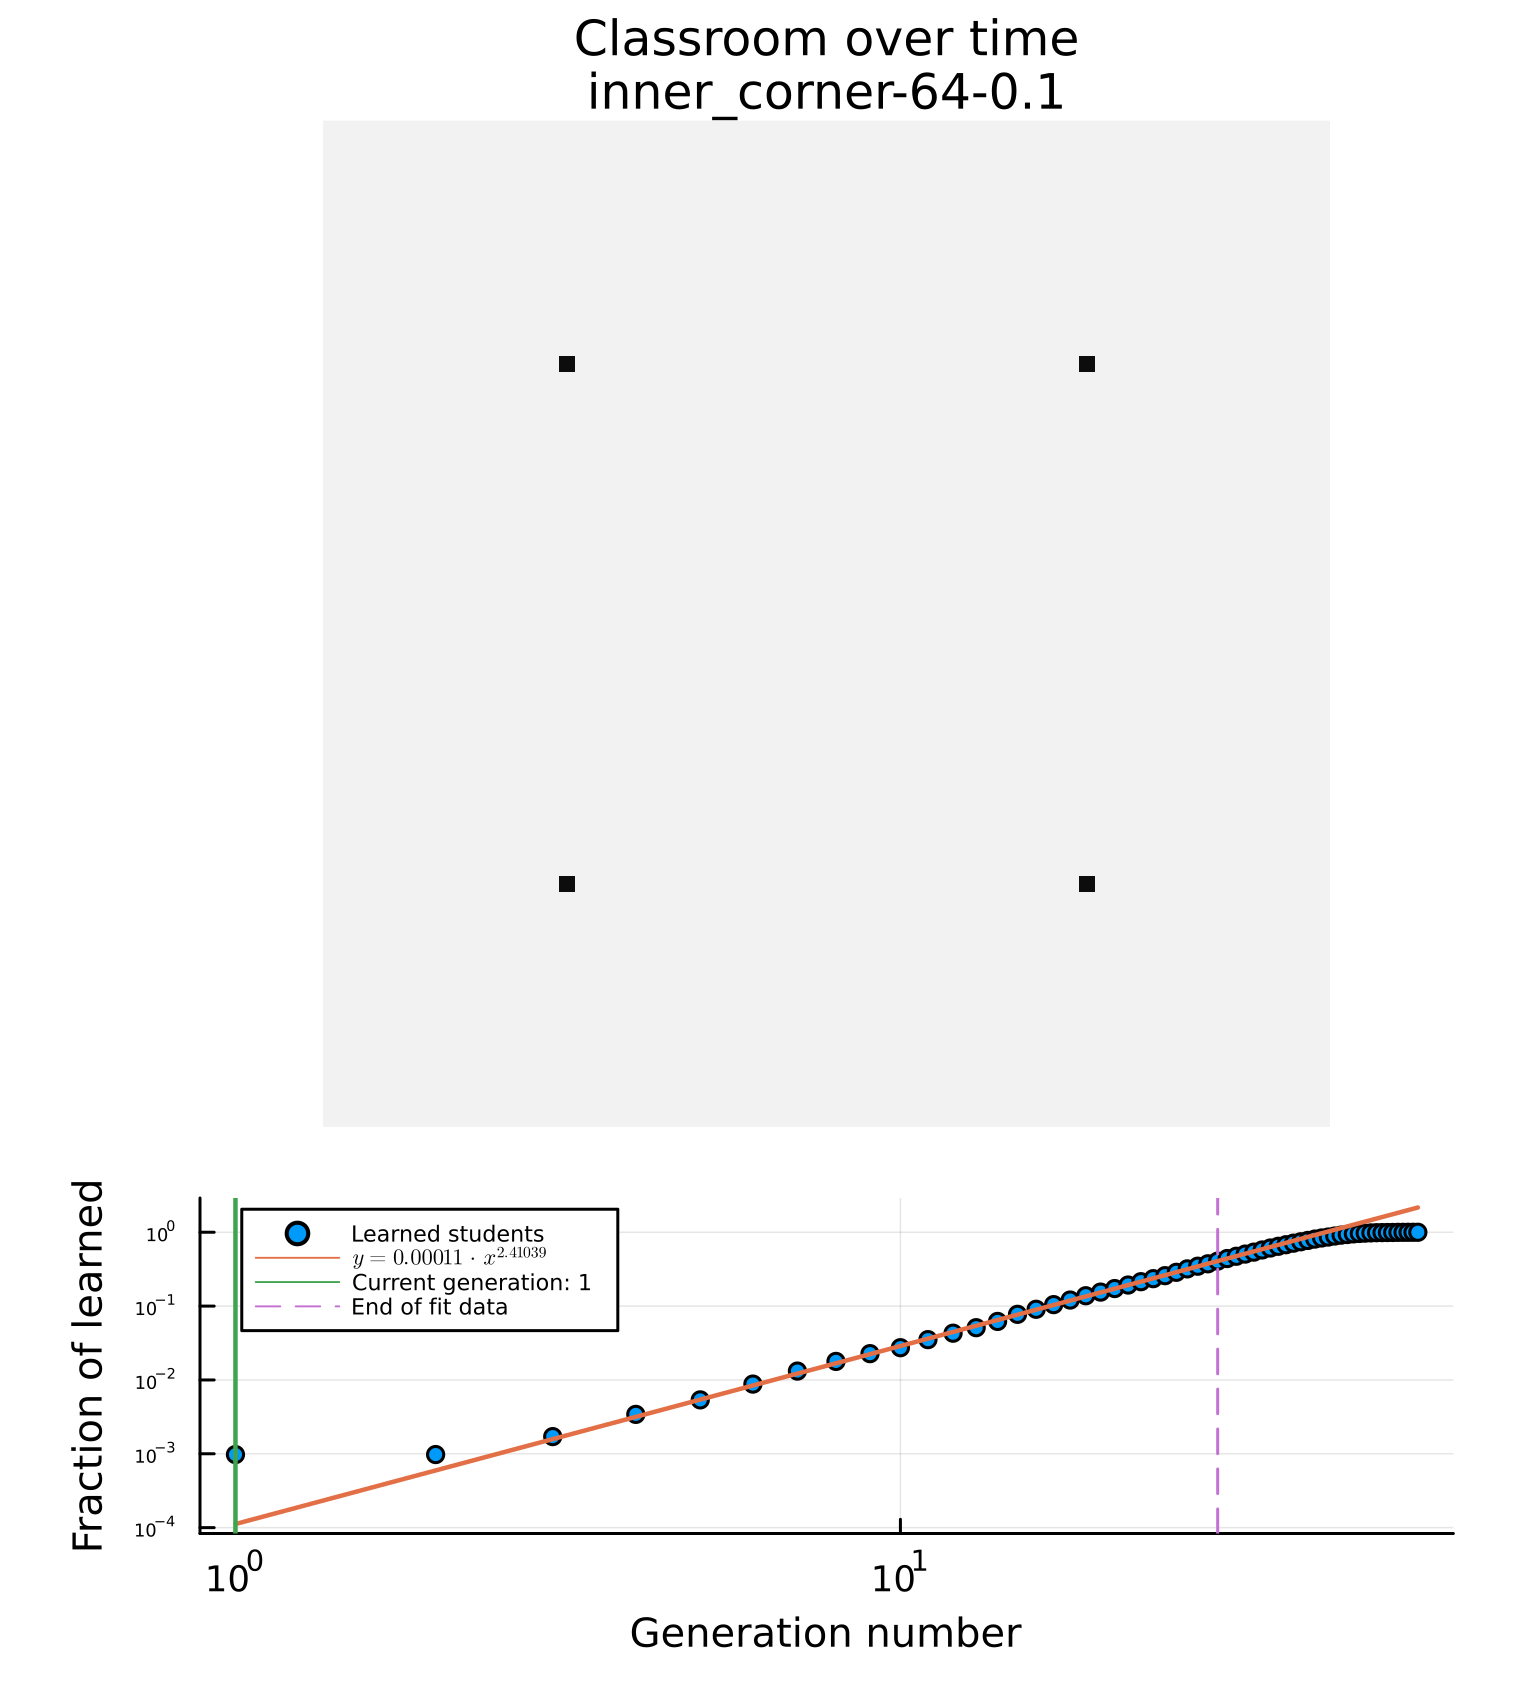 Classroom over time
inner_corner-64-0.1
Fraction of learned
10^0
10^−1
10^−2
10^−3
10^−4
Learned students
y = 0.00011 · x^2.41039
Current generation: 1
End of fit data
10^0
10^1
Generation number